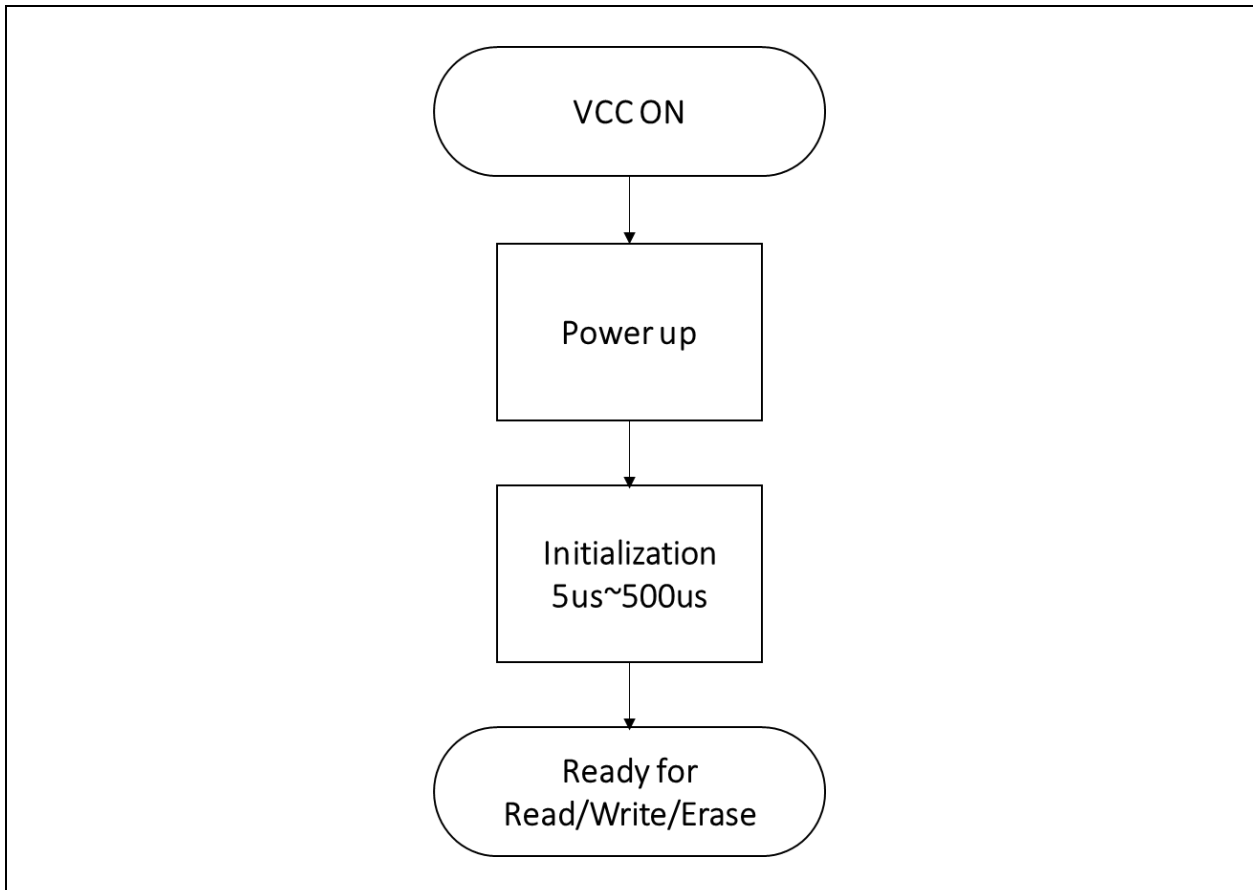 VCC ON
Power up
Initialization
5us~500us
Ready for
Read/Write/Erase